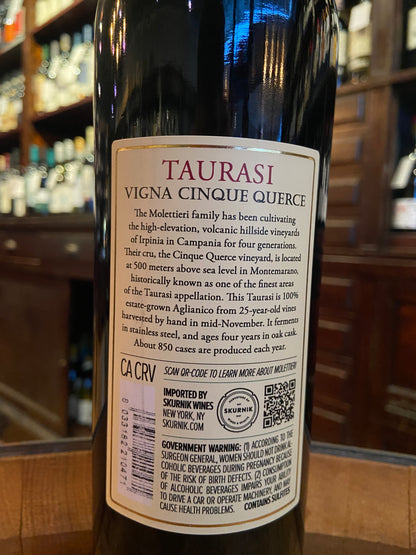 TAURASI
VIGNA CINQUE QUERCE
The Molettieri family has been cultivating
the high-elevation, volcanic hillside vineyards
of Irpinia in Campania for four generations.
Their cru, the Cinque Querce vineyard, is located
at 500 meters above sea level in Montemarano,
historically known as one of the finest areas
of the Taurasi appellation. This Taurasi is 100%
estate-grown Aglianico from 25-year-old vines
harvested by hand in mid-November. It ferments
in stainless steel, and ages four years in oak cask.
About 850 cases are produced each year.
CA CRV
SCAN QR-CODE TO LEARN MORE ABOUT MOLETTIERI
IMPORTED BY
SKURNIK WINES
NEW YORK, NY
SKURNIK.COM
SKURNIK
8 033186 210471
GOVERNMENT WARNING: (1) ACCORDING TO THE
SURGEON GENERAL, WOMEN SHOULD NOT DRINK AL-
COHOLIC BEVERAGES DURING PREGNANCY BECAUSE
OF THE RISK OF BIRTH DEFECTS. (2) CONSUMPTION
OF ALCOHOLIC BEVERAGES IMPAIRS YOUR ABILITY
TO DRIVE A CAR OR OPERATE MACHINERY, AND MAY
CAUSE HEALTH PROBLEMS. CONTAINS SULFITES